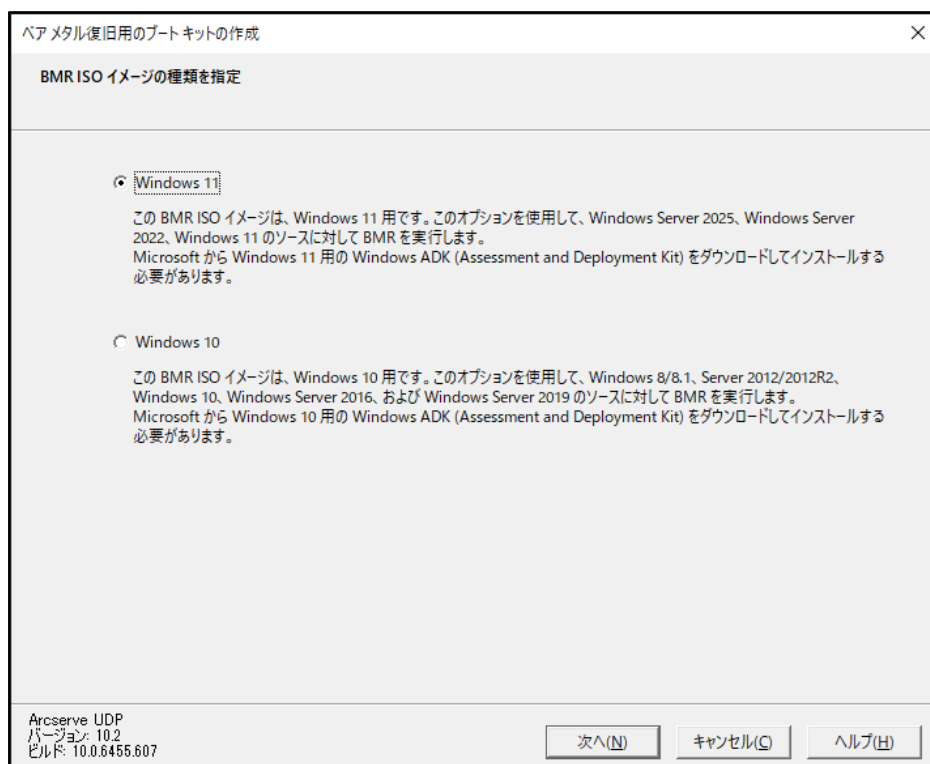 ベア メタル復旧用のブート キットの作成
BMR ISO イメージの種類を指定
Windows 11
この BMR ISO イメージは、Windows 11 用です。このオプションを使用して、Windows Server 2025、Windows Server
2022、Windows 11 のソースに対して BMR を実行します。
Microsoft から Windows 11 用の Windows ADK (Assessment and Deployment Kit) をダウンロードしてインストールする
必要があります。
Windows 10
この BMR ISO イメージは、Windows 10 用です。このオプションを使用して、Windows 8/8.1、Server 2012/2012R2、
Windows 10、Windows Server 2016、および Windows Server 2019 のソースに対して BMR を実行します。
Microsoft から Windows 10 用の Windows ADK (Assessment and Deployment Kit) をダウンロードしてインストールする
必要があります。
Arcserve UDP
バージョン: 10.2
ビルド: 10.0.6455.607
次へ(N)
キャンセル(C)
ヘルプ(H)